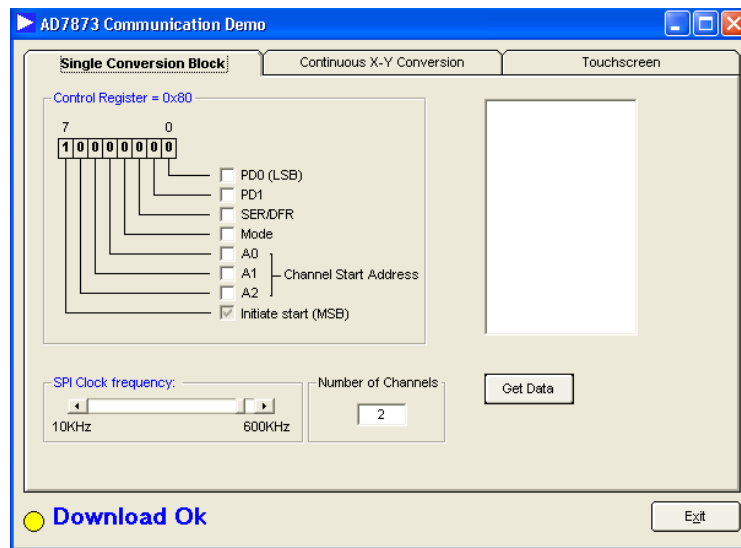 AD7873 Communication Demo
Single Conversion Block Continuous X-Y Conversion Touchscreen
Control Register = 0x80
7 0
1 0 0 0 0 0 0 0
PD0 (LSB)
PD1
SER/DFR
Mode
A0
A1 Channel Start Address
A2
Initiate start (MSB)
SPI Clock frequency:
10KHz 600KHz
Number of Channels
2
Get Data
Download Ok
Exit